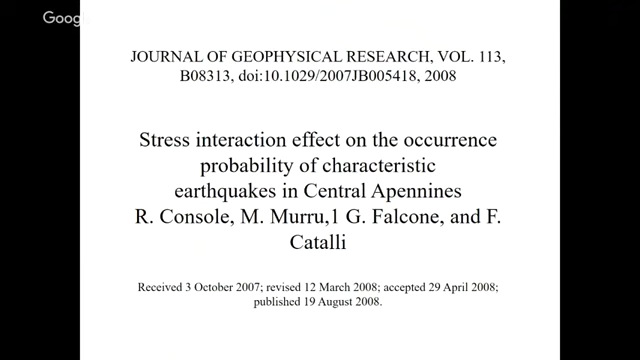 Goog
JOURNAL OF GEOPHYSICAL RESEARCH, VOL. 113,
B08313, doi:10.1029/2007JB005418, 2008
Stress interaction effect on the occurrence
probability of characteristic
earthquakes in Central Apennines
R. Console, M. Murru,1 G. Falcone, and F.
Catalli
Received 3 October 2007; revised 12 March 2008; accepted 29 April 2008;
published 19 August 2008.